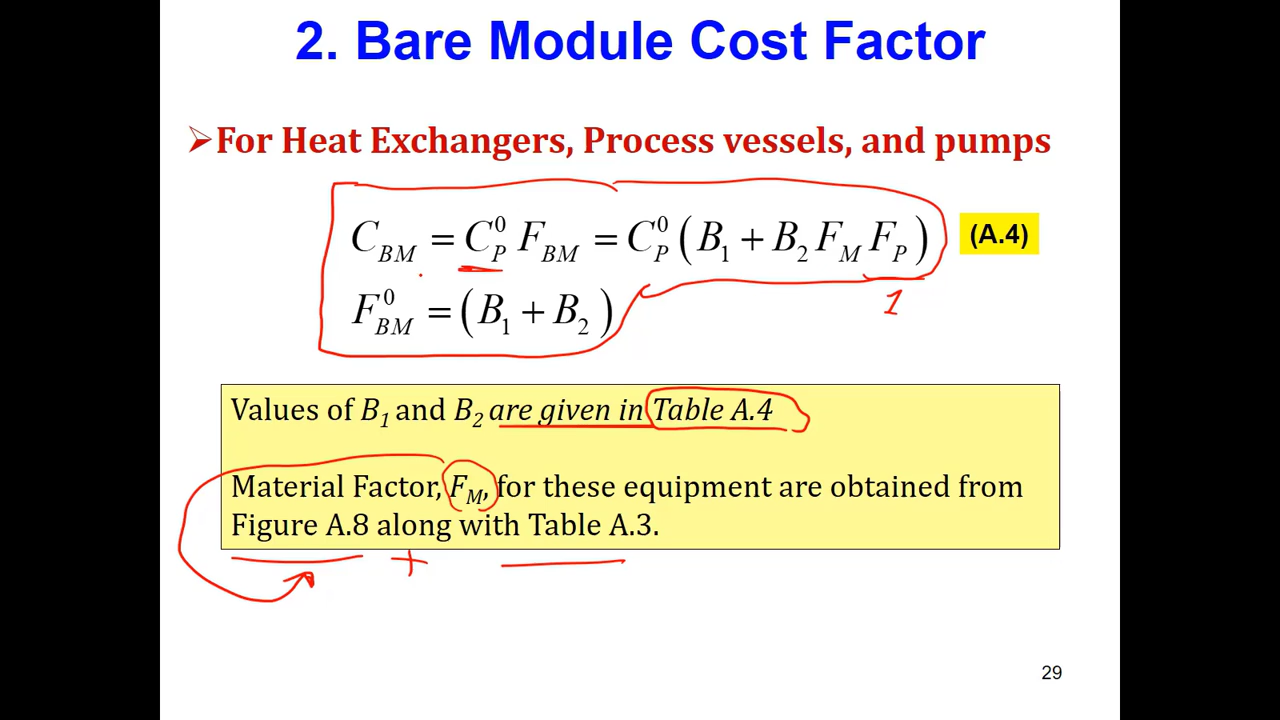 2. Bare Module Cost Factor
➢For Heat Exchangers, Process vessels, and pumps
C_BM = C_P^0 F_BM = C_P^0 (B_1 + B_2 F_M F_P) (A.4)
1
F_BM^0 = (B_1 + B_2)
Values of B_1 and B_2 are given in Table A.4
Material Factor, F_M, for these equipment are obtained from
Figure A.8 along with Table A.3.
+
29